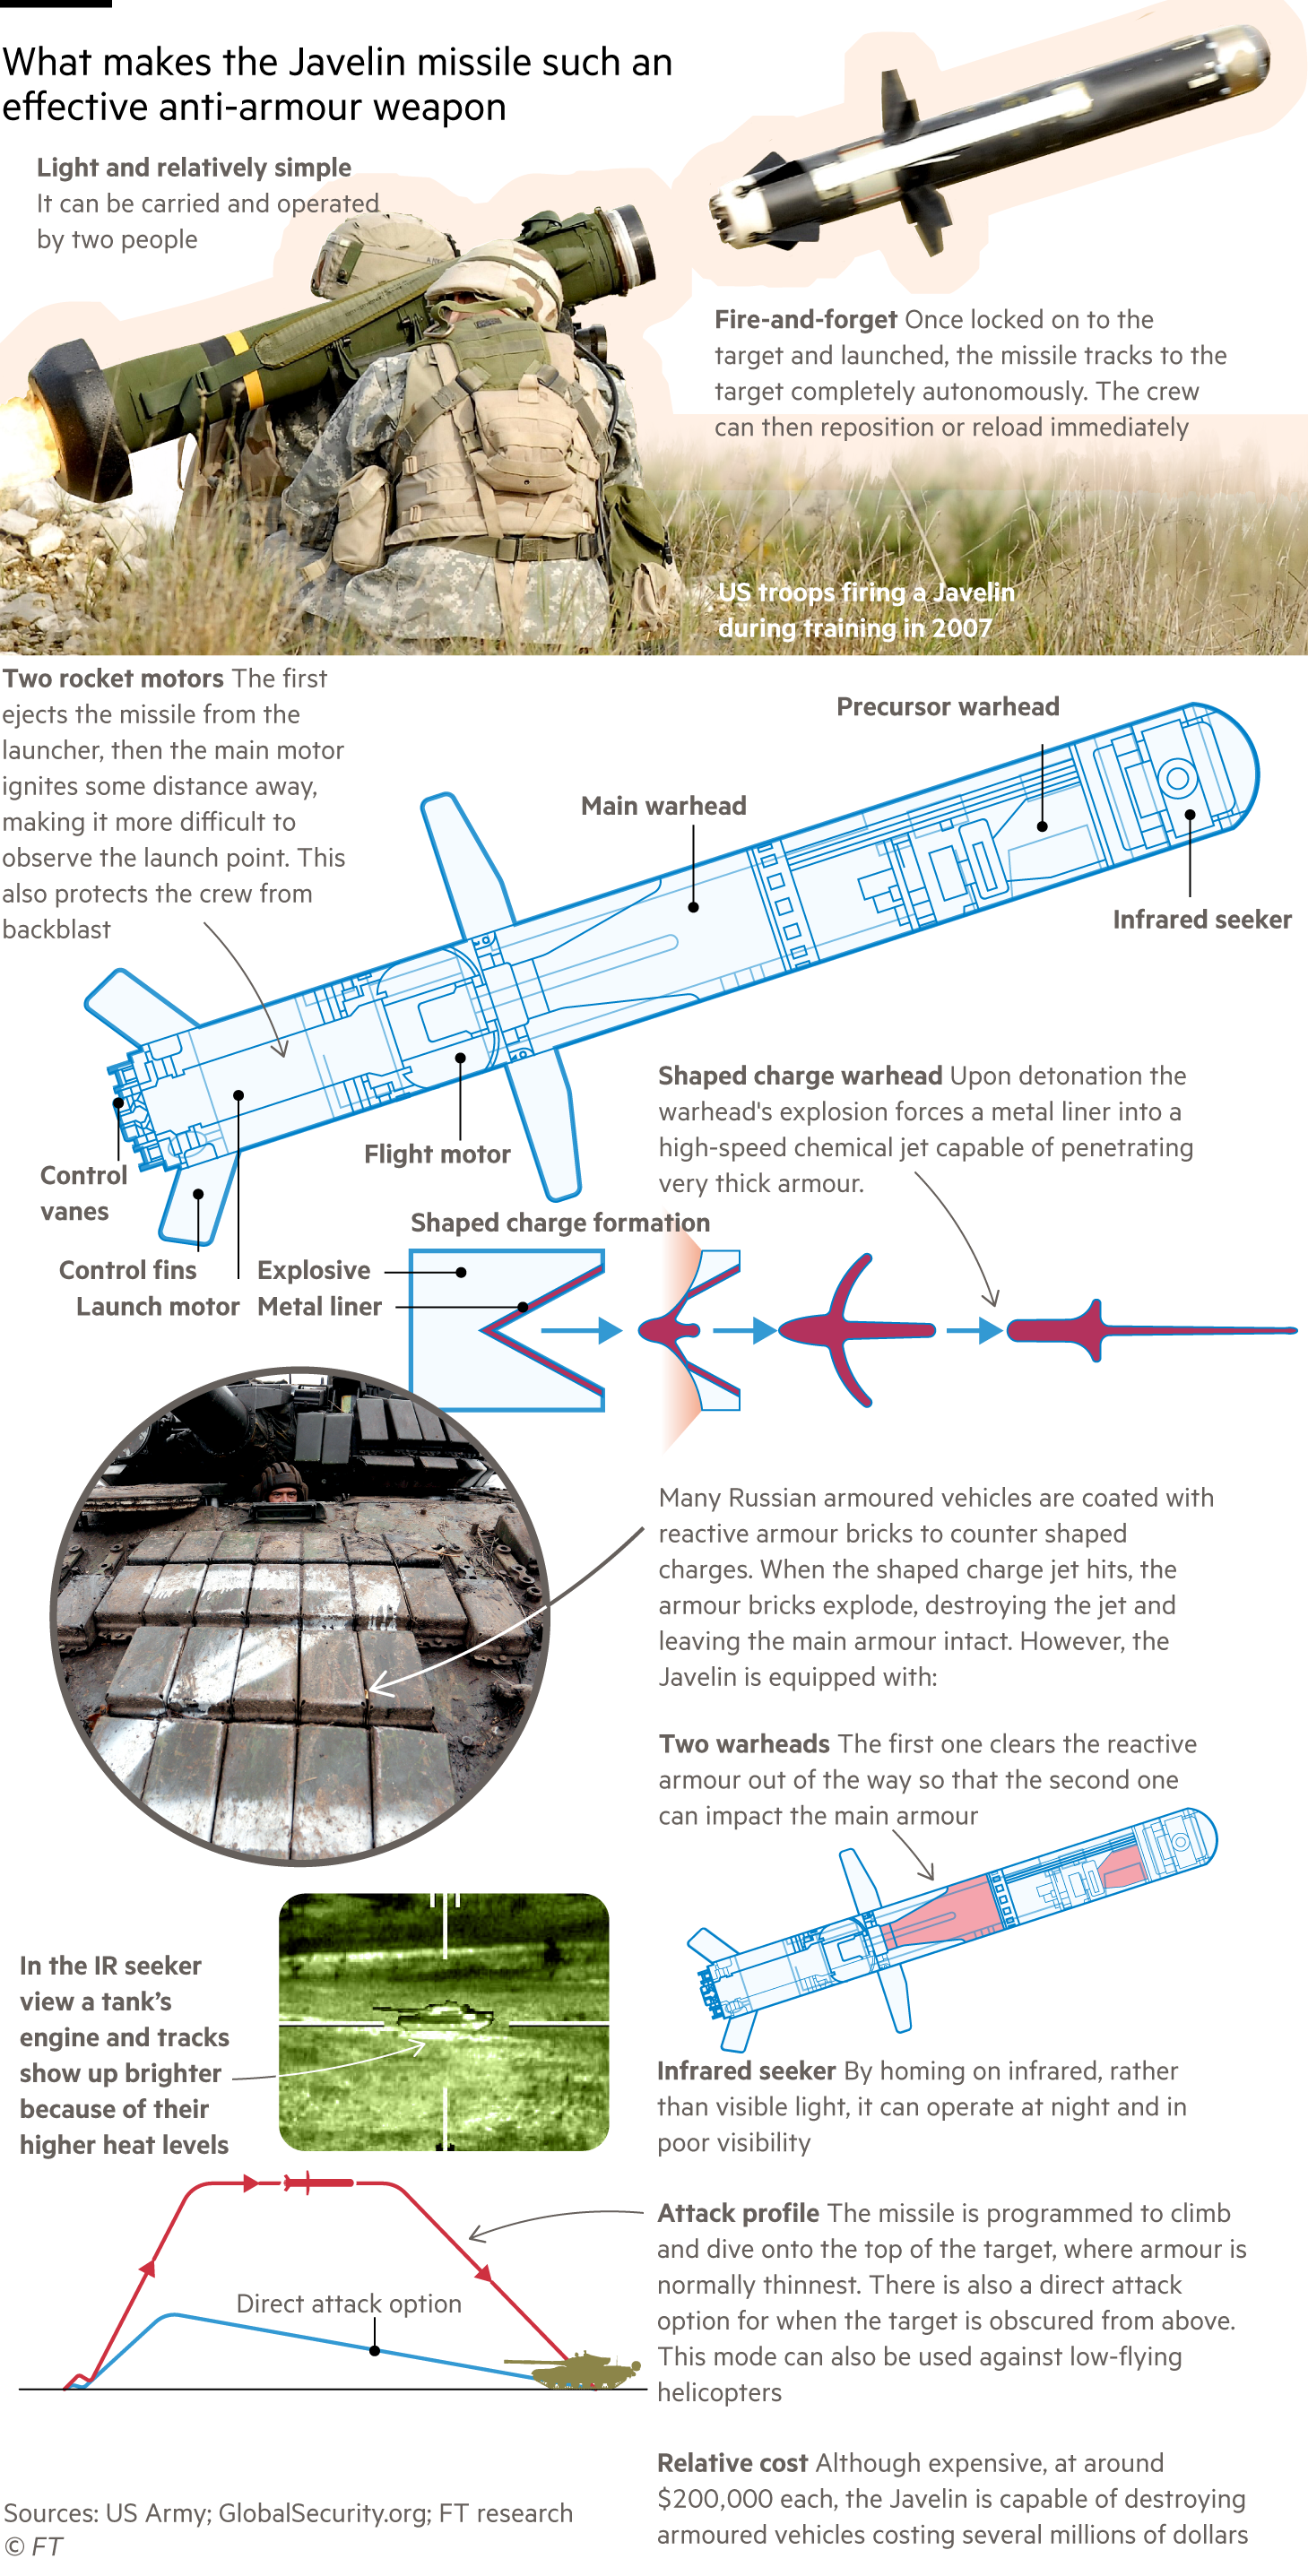 What makes the Javelin missile such an
effective anti-armour weapon
Light and relatively simple
It can be carried and operated
by two people
Fire-and-forget Once locked on to the
target and launched, the missile tracks to the
target completely autonomously. The crew
can then reposition or reload immediately
US troops firing a Javelin
during training in 2007
Two rocket motors The first
ejects the missile from the
launcher, then the main motor
ignites some distance away,
making it more difficult to
observe the launch point. This
also protects the crew from
backblast
Precursor warhead
Main warhead
Infrared seeker
Flight motor
Control
vanes
Control fins
Launch motor
Shaped charge warhead Upon detonation the
warhead's explosion forces a metal liner into a
high-speed chemical jet capable of penetrating
very thick armour.
Shaped charge formation
Explosive
Metal liner
Many Russian armoured vehicles are coated with
reactive armour bricks to counter shaped
charges. When the shaped charge jet hits, the
armour bricks explode, destroying the jet and
leaving the main armour intact. However, the
Javelin is equipped with:
Two warheads The first one clears the reactive
armour out of the way so that the second one
can impact the main armour
In the IR seeker
view a tank’s
engine and tracks
show up brighter
because of their
higher heat levels
Infrared seeker By homing on infrared, rather
than visible light, it can operate at night and in
poor visibility
Attack profile The missile is programmed to climb
and dive onto the top of the target, where armour is
normally thinnest. There is also a direct attack
option for when the target is obscured from above.
This mode can also be used against low-flying
helicopters
Direct attack option
Relative cost Although expensive, at around
$200,000 each, the Javelin is capable of destroying
armoured vehicles costing several millions of dollars
Sources: US Army; GlobalSecurity.org; FT research
© FT